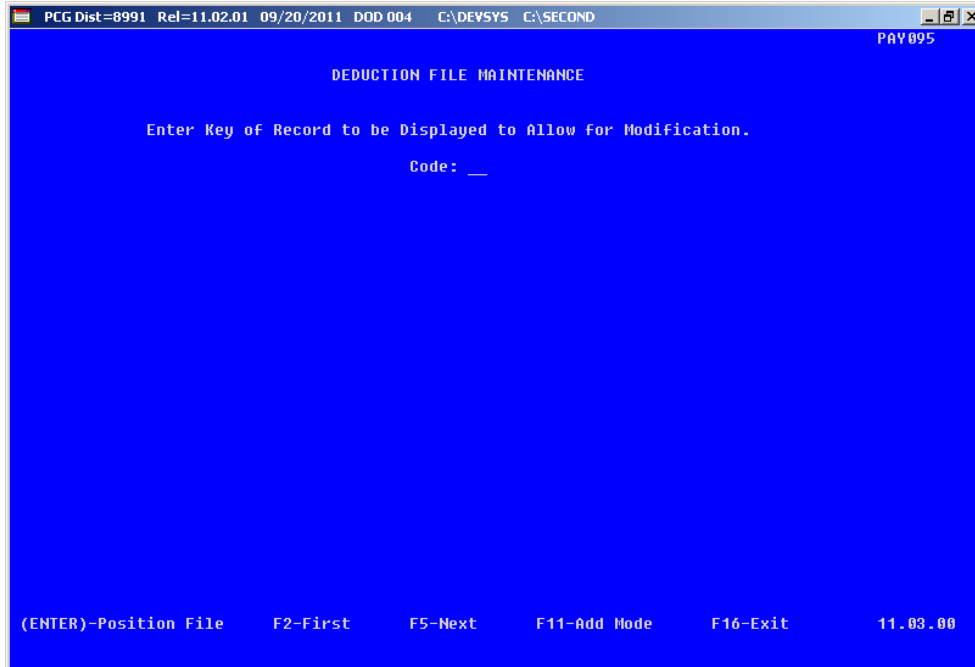 PCG Dist=8991 Rel=11.02.01 09/20/2011 DOD 004 C:\DEVSYS C:\SECOND
PAY095
DEDUCTION FILE MAINTENANCE
Enter Key of Record to be Displayed to Allow for Modification.
Code: __
(ENTER)-Position File F2-First F5-Next F11-Add Mode F16-Exit 11.03.00